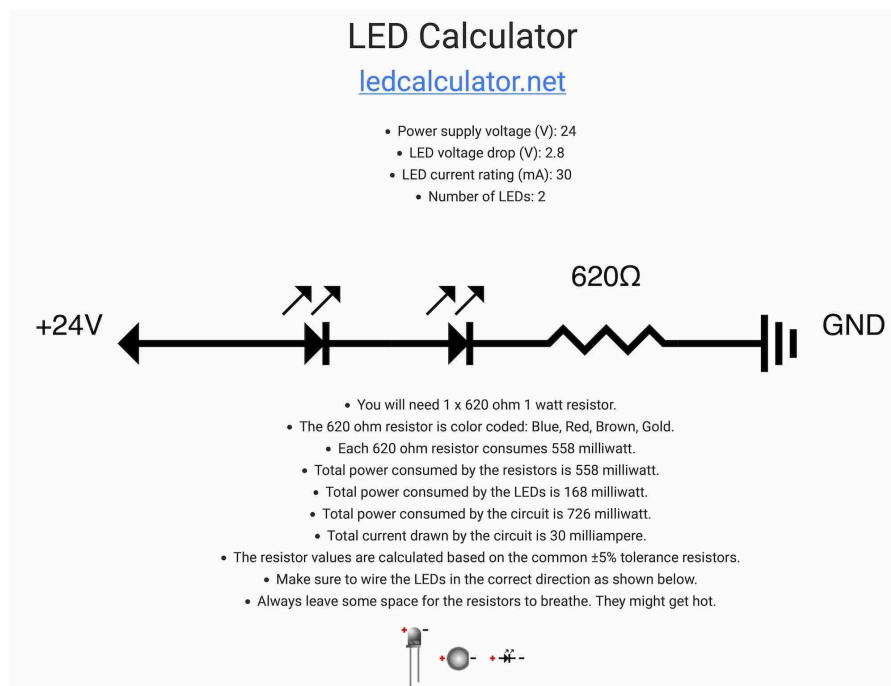 LED Calculator
ledcalculator.net
• Power supply voltage (V): 24
• LED voltage drop (V): 2.8
• LED current rating (mA): 30
• Number of LEDs: 2
620Ω
+24V
GND
• You will need 1 x 620 ohm 1 watt resistor.
• The 620 ohm resistor is color coded: Blue, Red, Brown, Gold.
• Each 620 ohm resistor consumes 558 milliwatt.
• Total power consumed by the resistors is 558 milliwatt.
• Total power consumed by the LEDs is 168 milliwatt.
• Total power consumed by the circuit is 726 milliwatt.
• Total current drawn by the circuit is 30 milliampere.
• The resistor values are calculated based on the common ±5% tolerance resistors.
• Make sure to wire the LEDs in the correct direction as shown below.
• Always leave some space for the resistors to breathe. They might get hot.
+ -
+ - + -